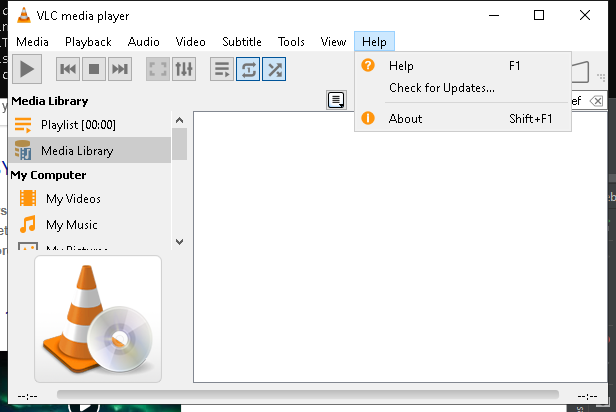 VLC media player
Media Playback Audio Video Subtitle Tools View Help
Help F1
Check for Updates...
About Shift+F1
Media Library
Playlist [00:00]
Media Library
My Computer
My Videos
My Music
My Pictures
ef
--:-- --:--